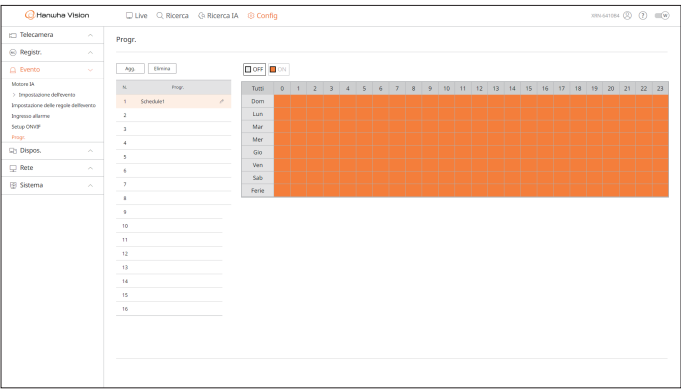 Hanwha Vision
Live Ricerca Ricerca IA Config
Telecamera
Registr.
Evento
Motore IA
> Impostazione dell'evento
Impostazione delle regole dell'evento
Ingresso allarme
Setup ONVIF
Progr.
Dispos.
Rete
Sistema
Progr.
Agg. Elimina
OFF ON
N. Progr.
1 Schedule1
2
3
4
5
6
7
8
9
10
11
12
13
14
15
16
Tutti 0 1 2 3 4 5 6 7 8 9 10 11 12 13 14 15 16 17 18 19 20 21 22 23
Dom
Lun
Mar
Mer
Gio
Ven
Sab
Ferie